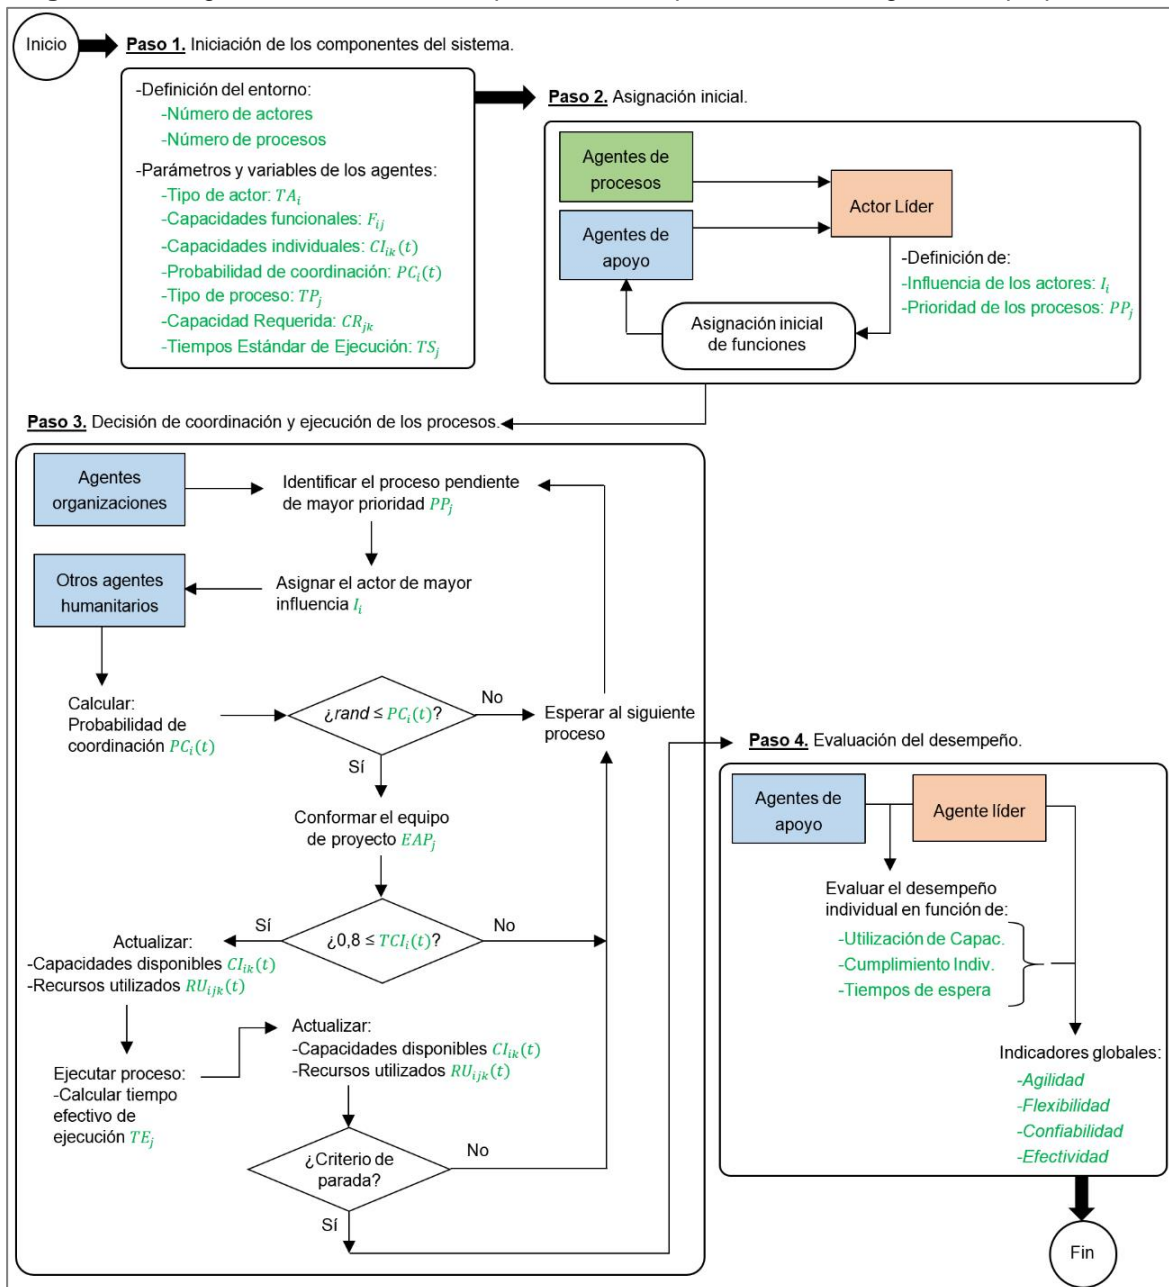 Inicio
Paso 1. Iniciación de los componentes del sistema.
-Definición del entorno:
-Número de actores
-Número de procesos
-Parámetros y variables de los agentes:
-Tipo de actor: TA_i
-Capacidades funcionales: F_ij
-Capacidades individuales: CI_ik(t)
-Probabilidad de coordinación: PC_i(t)
-Tipo de proceso: TP_j
-Capacidad Requerida: CR_jk
-Tiempos Estándar de Ejecución: TS_j
Paso 2. Asignación inicial.
Agentes de
procesos
Agentes de
apoyo
Actor Líder
-Definición de:
-Influencia de los actores: I_i
-Prioridad de los procesos: PP_j
Asignación inicial
de funciones
Paso 3. Decisión de coordinación y ejecución de los procesos.
Agentes
organizaciones
Identificar el proceso pendiente
de mayor prioridad PP_j
Otros agentes
humanitarios
Asignar el actor de mayor
influencia I_i
Calcular:
Probabilidad de
coordinación PC_i(t)
¿rand ≤ PC_i(t)?
No
Esperar al siguiente
proceso
Sí
Conformar el equipo
de proyecto EAP_j
¿0,8 ≤ TCI_i(t)?
No
Sí
Actualizar:
-Capacidades disponibles CI_ik(t)
-Recursos utilizados RU_ijk(t)
Ejecutar proceso:
-Calcular tiempo
efectivo de
ejecución TE_j
Actualizar:
-Capacidades disponibles CI_ik(t)
-Recursos utilizados RU_ijk(t)
¿Criterio de
parada?
No
Sí
Paso 4. Evaluación del desempeño.
Agentes de
apoyo
Agente líder
Evaluar el desempeño
individual en función de:
-Utilización de Capac.
-Cumplimiento Indiv.
-Tiempos de espera
Indicadores globales:
-Agilidad
-Flexibilidad
-Confiabilidad
-Efectividad
Fin